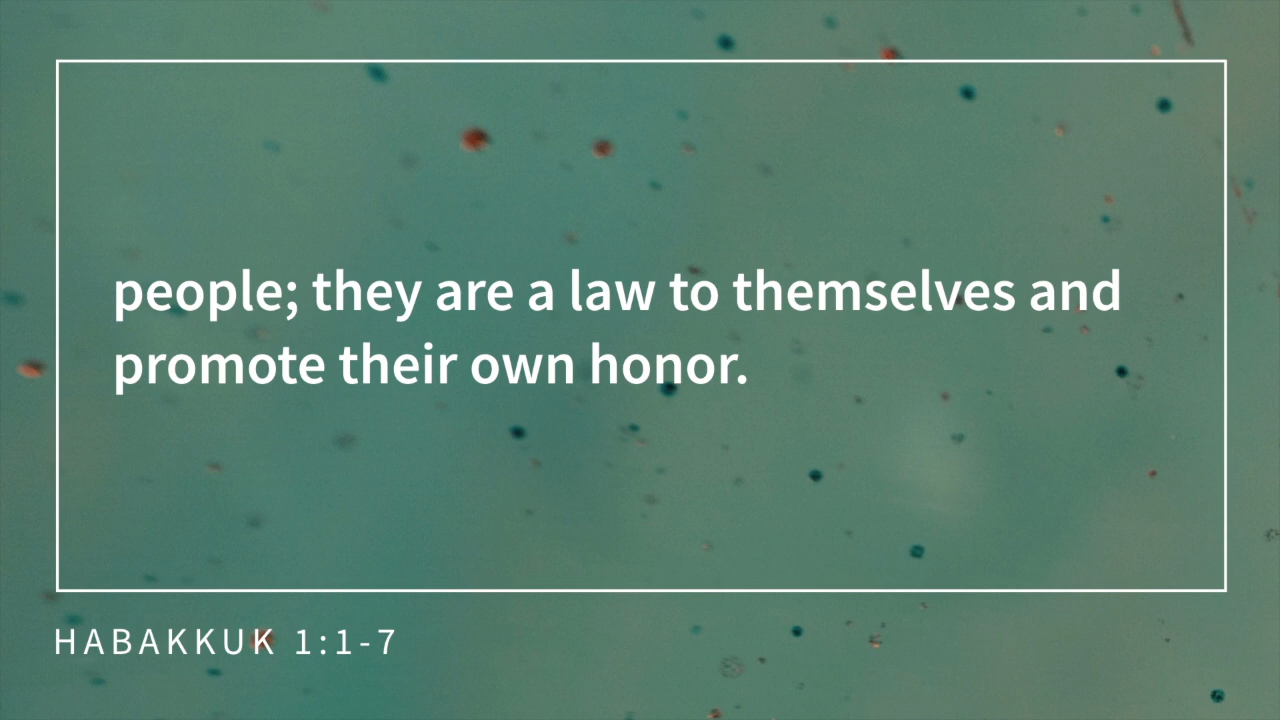 people; they are a law to themselves and
promote their own honor.
HABAKKUK 1:1-7